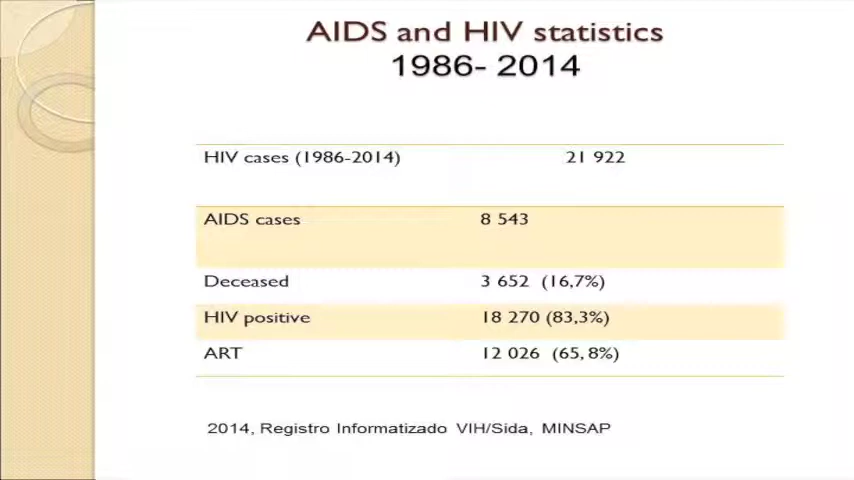 AIDS and HIV statistics
1986- 2014
HIV cases (1986-2014) 21 922
AIDS cases 8 543
Deceased 3 652 (16,7%)
HIV positive 18 270 (83,3%)
ART 12 026 (65, 8%)
2014, Registro Informatizado VIH/Sida, MINSAP